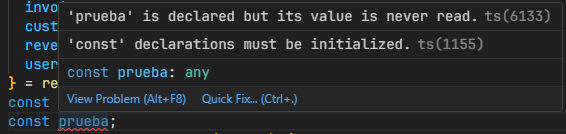 invo
'prueba' is declared but its value is never read. ts(6133)
cust
'const' declarations must be initialized. ts(1155)
reve
user
const prueba: any
} = re
View Problem (Alt+F8) Quick Fix... (Ctrl+.)
const
const prueba;